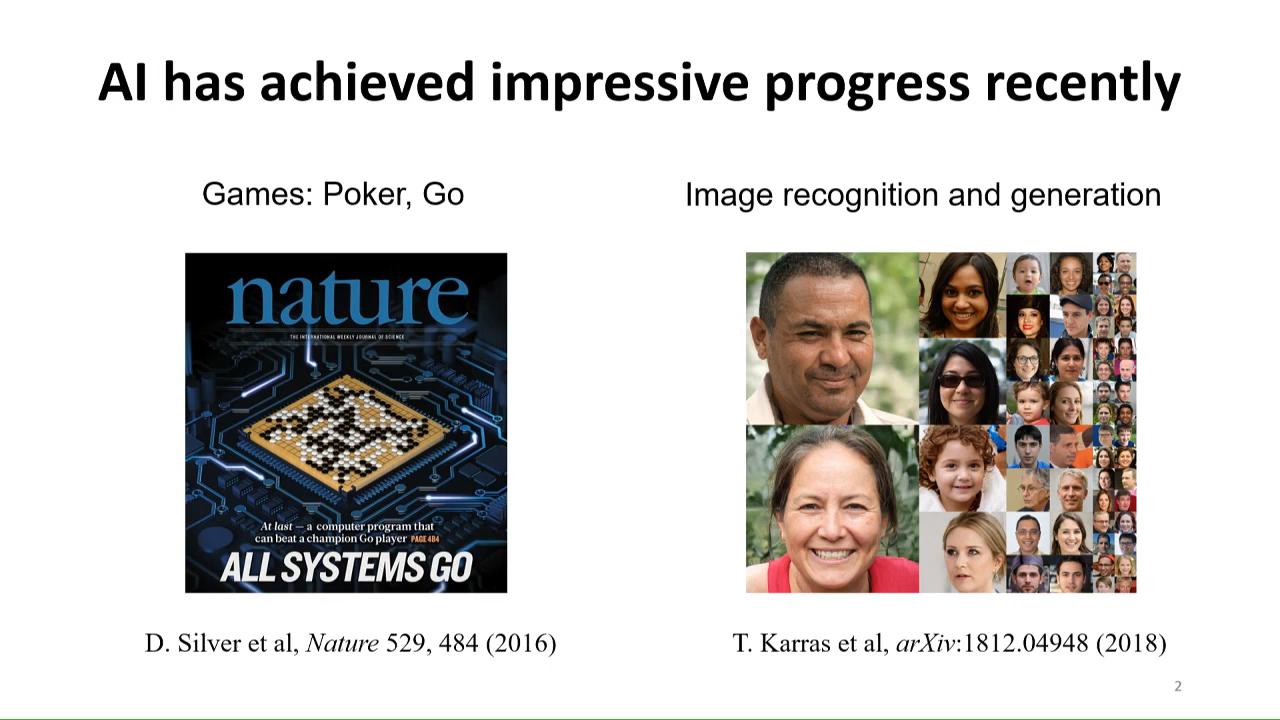 AI has achieved impressive progress recently
Games: Poker, Go
Image recognition and generation
nature
THE INTERNATIONAL WEEKLY JOURNAL OF SCIENCE
At last — a computer program that
can beat a champion Go player PAGE 484
ALL SYSTEMS GO
D. Silver et al, Nature 529, 484 (2016)
T. Karras et al, arXiv:1812.04948 (2018)
2